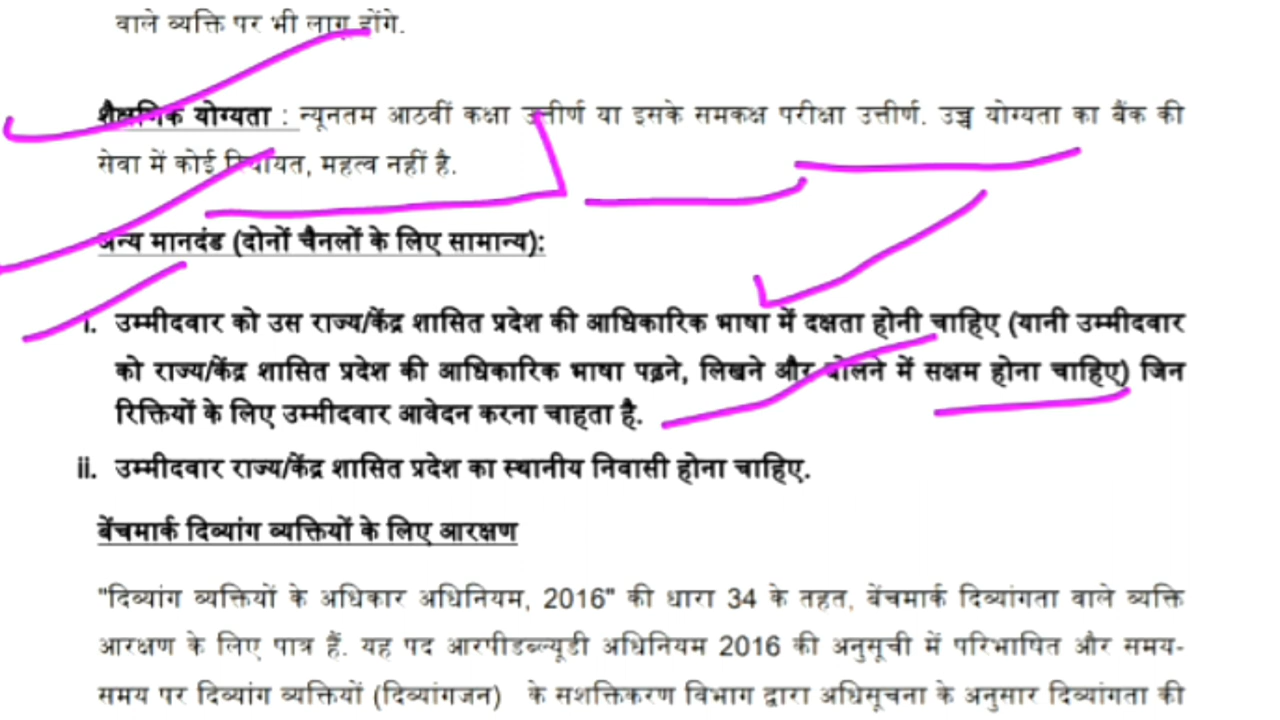 वाले व्यक्ति पर भी लागू होंगे.
शैक्षणिक योग्यता : न्यूनतम आठवीं कक्षा उत्तीर्ण या इसके समकक्ष परीक्षा उत्तीर्ण. उच्च योग्यता का बैंक की
सेवा में कोई रियायत, महत्व नहीं है.
अन्य मानदंड (दोनों चैनलों के लिए सामान्य):
i. उम्मीदवार को उस राज्य/केंद्र शासित प्रदेश की आधिकारिक भाषा में दक्षता होनी चाहिए (यानी उम्मीदवार
को राज्य/केंद्र शासित प्रदेश की आधिकारिक भाषा पढ़ने, लिखने और बोलने में सक्षम होना चाहिए) जिन
रिक्तियों के लिए उम्मीदवार आवेदन करना चाहता है.
ii. उम्मीदवार राज्य/केंद्र शासित प्रदेश का स्थानीय निवासी होना चाहिए.
बेंचमार्क दिव्यांग व्यक्तियों के लिए आरक्षण
"दिव्यांग व्यक्तियों के अधिकार अधिनियम, 2016" की धारा 34 के तहत, बेंचमार्क दिव्यांगता वाले व्यक्ति
आरक्षण के लिए पात्र हैं. यह पद आरपीडब्ल्यूडी अधिनियम 2016 की अनुसूची में परिभाषित और समय-
समय पर दिव्यांग व्यक्तियों (दिव्यांगजन) के सशक्तिकरण विभाग द्वारा अधिसूचना के अनुसार दिव्यांगता की